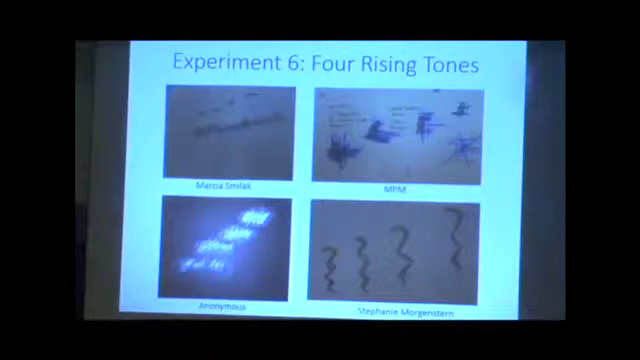 Experiment 6: Four Rising Tones
Marcia Smilak
MPM
Anonymous
Stephanie Morgenstern